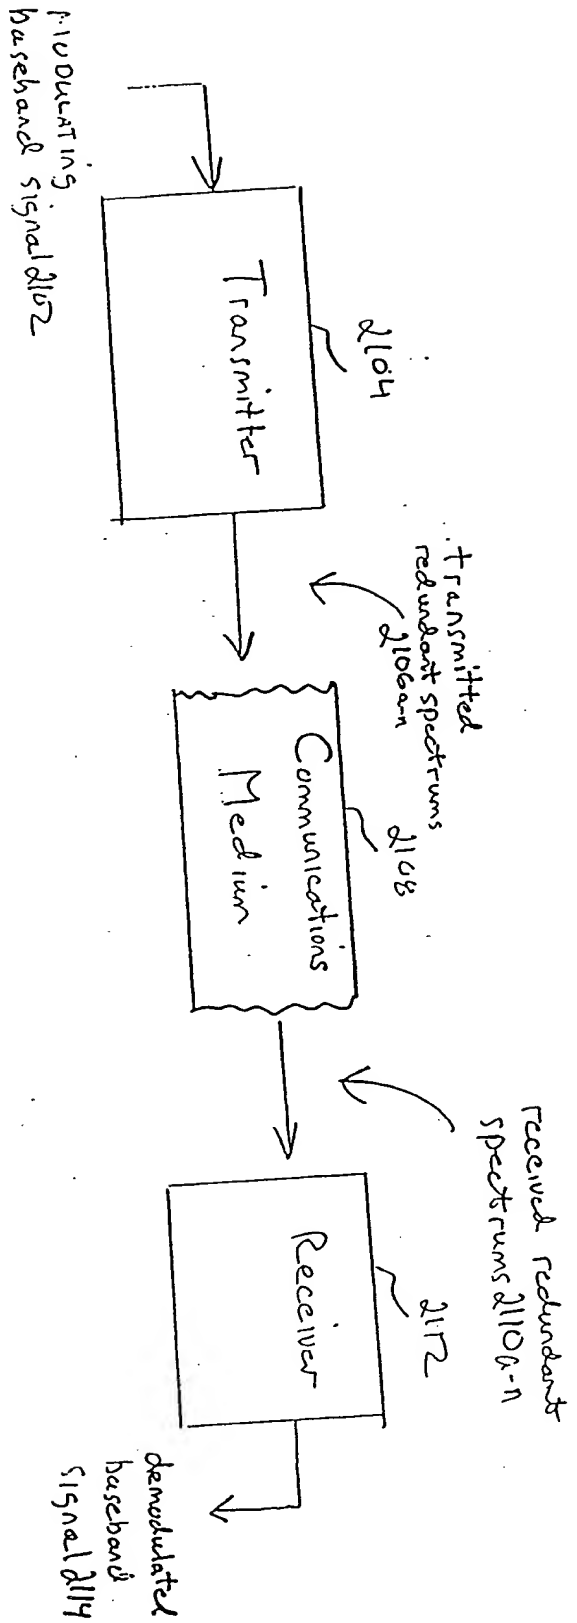 MODULATING
baseband signal 2102
Transmitter
2104
transmitted
redundant spectrums
2106a-n
Communications
Medium
2108
received redundant
spectrums 2110a-n
Receiver
2112
demodulated
baseband
signal 2114